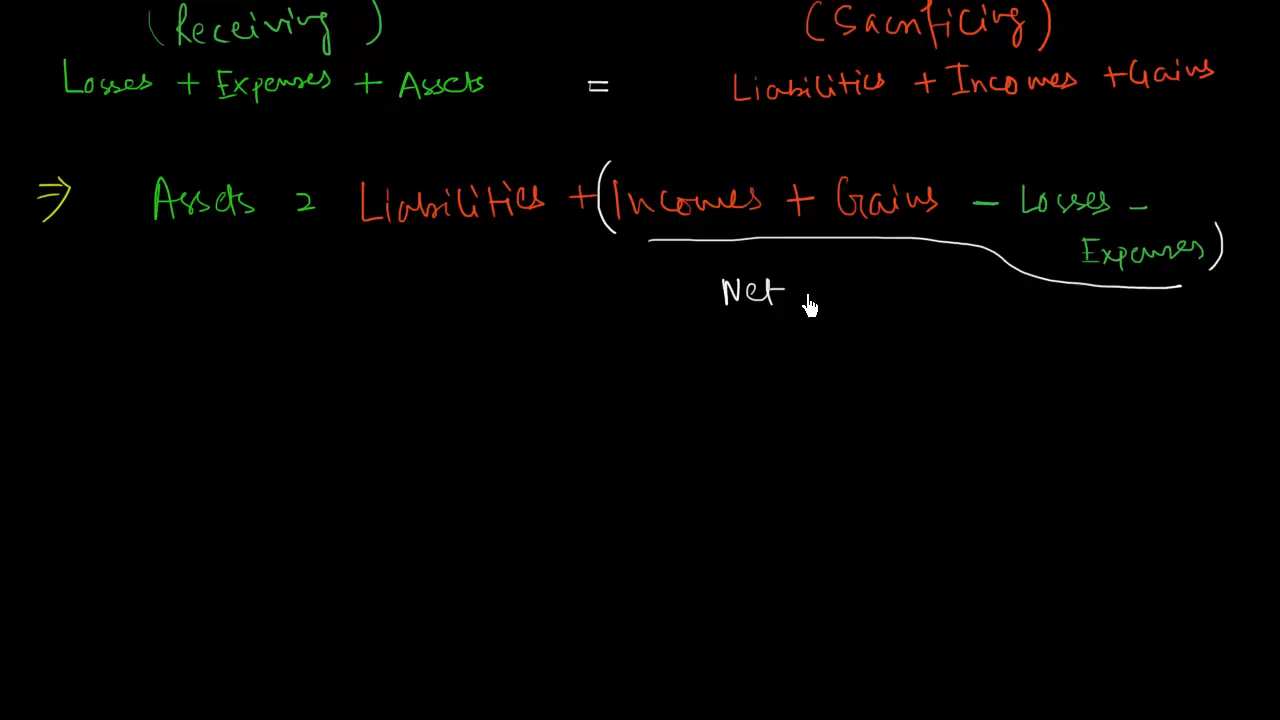 (Receiving) (Sacrificing)
Losses + Expenses + Assets = Liabilities + Incomes + Gains
⇒ Assets = Liabilities + (Incomes + Gains - Losses -
Expenses)
Net